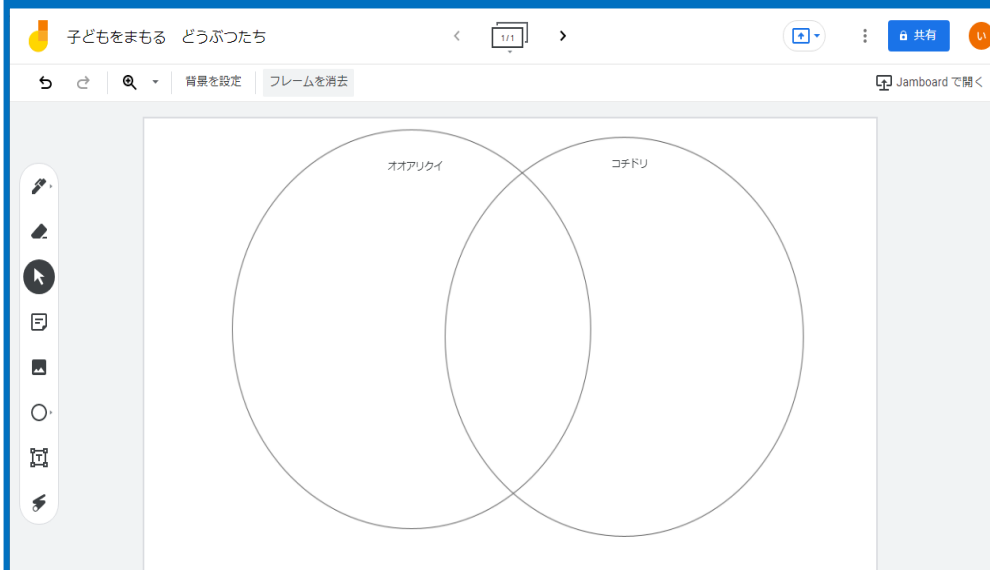 子どもをまもる どうぶつたち
1/1
共有
い
背景を設定
フレームを消去
Jamboard で開く
オオアリクイ
コチドリ